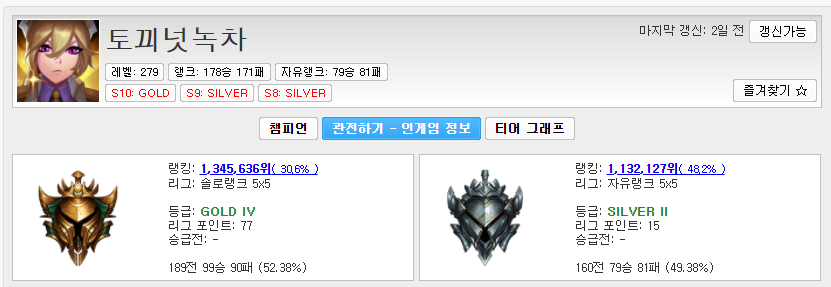 토끼넛녹차
마지막 갱신: 2일 전 갱신가능
레벨: 279 랭크: 178승 171패 자유랭크: 79승 81패
S10: GOLD S9: SILVER S8: SILVER
즐겨찾기 ☆
챔피언 관전하기 - 인게임 정보 티어 그래프
랭킹: 1,345,636위( 30,6% )
리그: 솔로랭크 5x5
등급: GOLD IV
리그 포인트: 77
승급전: -
189전 99승 90패 (52.38%)
랭킹: 1,132,127위( 48,2% )
리그: 자유랭크 5x5
등급: SILVER II
리그 포인트: 15
승급전: -
160전 79승 81패 (49.38%)